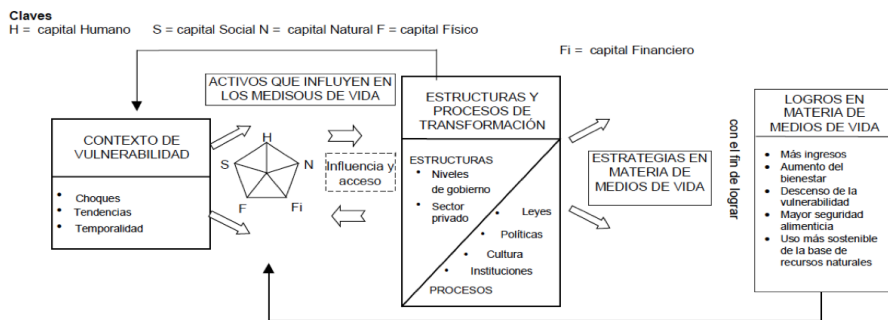 Claves
H = capital Humano S = capital Social N = capital Natural F = capital Físico
Fi = capital Financiero
ACTIVOS QUE INFLUYEN EN
LOS MEDISOUS DE VIDA
CONTEXTO DE
VULNERABILIDAD
Choques
Tendencias
Temporalidad
H
S
N
F
Fi
Influencia y
acceso
ESTRUCTURAS Y
PROCESOS DE
TRANSFORMACIÓN
ESTRUCTURAS
Niveles
de gobierno
Sector
privado
Leyes
Políticas
Cultura
Instituciones
PROCESOS
ESTRATEGIAS EN
MATERIA DE
MEDIOS DE VIDA
con el fin de lograr
LOGROS EN
MATERIA DE
MEDIOS DE VIDA
Más ingresos
Aumento del
bienestar
Descenso de la
vulnerabilidad
Mayor seguridad
alimenticia
Uso más sostenible
de la base de
recursos naturales